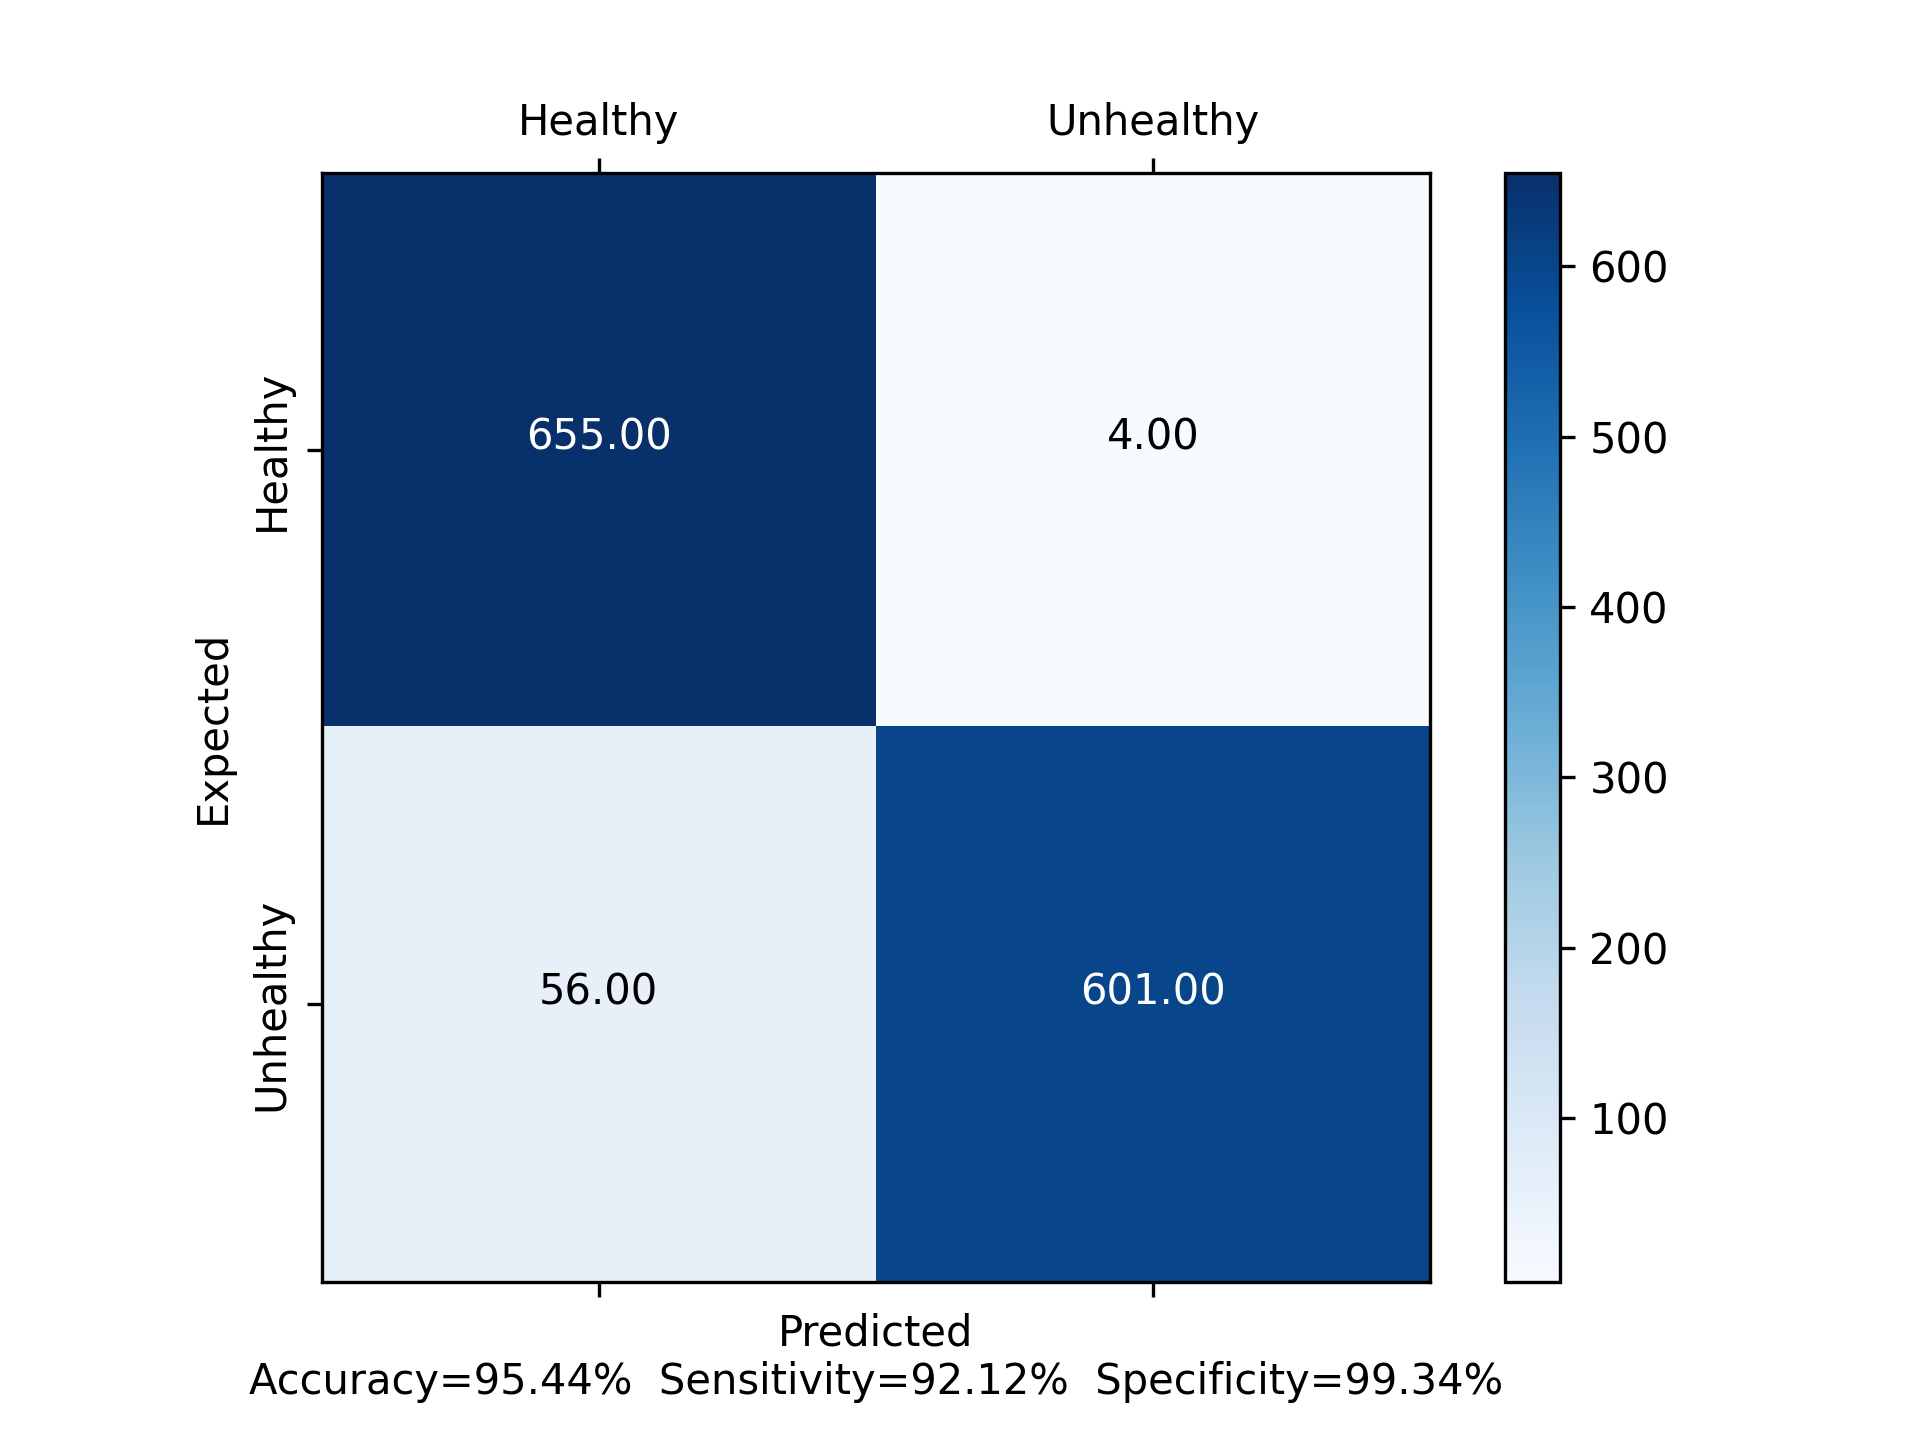 Healthy Unhealthy
Healthy
655.00 4.00
Expected
Unhealthy
56.00 601.00
600
500
400
300
200
100
Predicted
Accuracy=95.44% Sensitivity=92.12% Specificity=99.34%